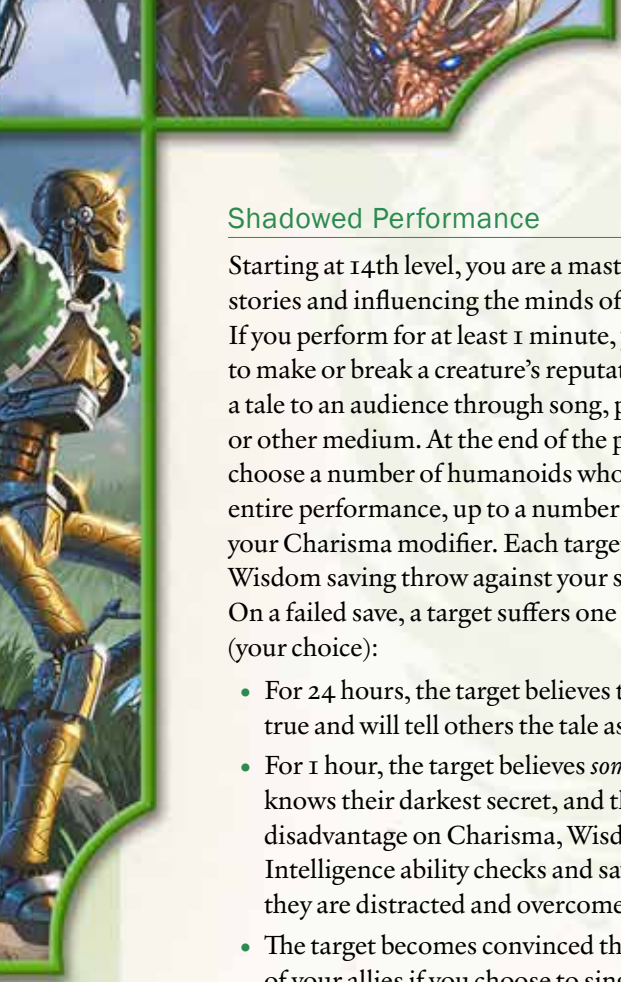 Shadowed Performance
Starting at 14th level, you are a mast
stories and influencing the minds of
If you perform for at least 1 minute,
to make or break a creature's reputat
a tale to an audience through song, p
or other medium. At the end of the p
choose a number of humanoids who
entire performance, up to a number
your Charisma modifier. Each target
Wisdom saving throw against your s
On a failed save, a target suffers one
(your choice):
• For 24 hours, the target believes t
true and will tell others the tale as
• For 1 hour, the target believes som
knows their darkest secret, and th
disadvantage on Charisma, Wisd
Intelligence ability checks and sav
they are distracted and overcome
• The target becomes convinced th
of your allies if you choose to sing